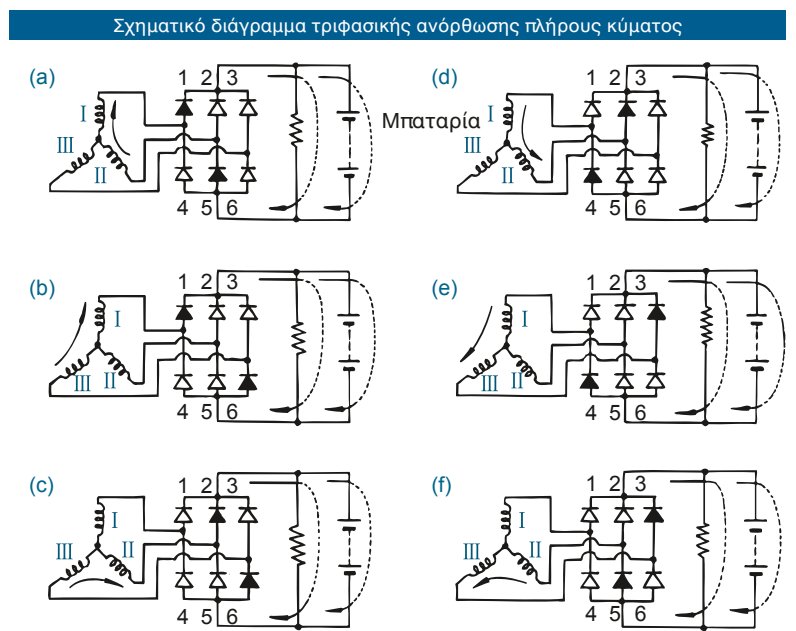 Σχηματικό διάγραμμα τριφασικής ανόρθωσης πλήρους κύματος
(a)
1 2 3
I
III
II
4 5 6
Μπαταρία
(d)
1 2 3
I
III
II
4 5 6
(b)
1 2 3
I
III
II
4 5 6
(e)
1 2 3
I
III
II
4 5 6
(c)
1 2 3
I
III
II
4 5 6
(f)
1 2 3
I
III
II
4 5 6